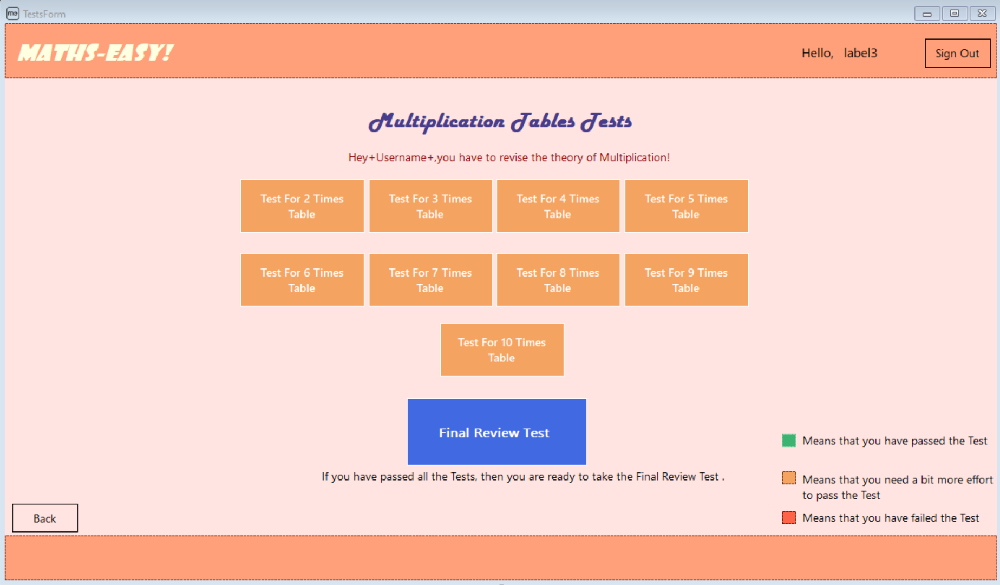 me TestsForm
MATHS-EASY!
Hello, label3
Sign Out
Multiplication Tables Tests
Hey+Username+,you have to revise the theory of Multiplication!
Test For 2 Times
Table
Test For 3 Times
Table
Test For 4 Times
Table
Test For 5 Times
Table
Test For 6 Times
Table
Test For 7 Times
Table
Test For 8 Times
Table
Test For 9 Times
Table
Test For 10 Times
Table
Final Review Test
If you have passed all the Tests, then you are ready to take the Final Review Test .
Means that you have passed the Test
Means that you need a bit more effort
to pass the Test
Means that you have failed the Test
Back